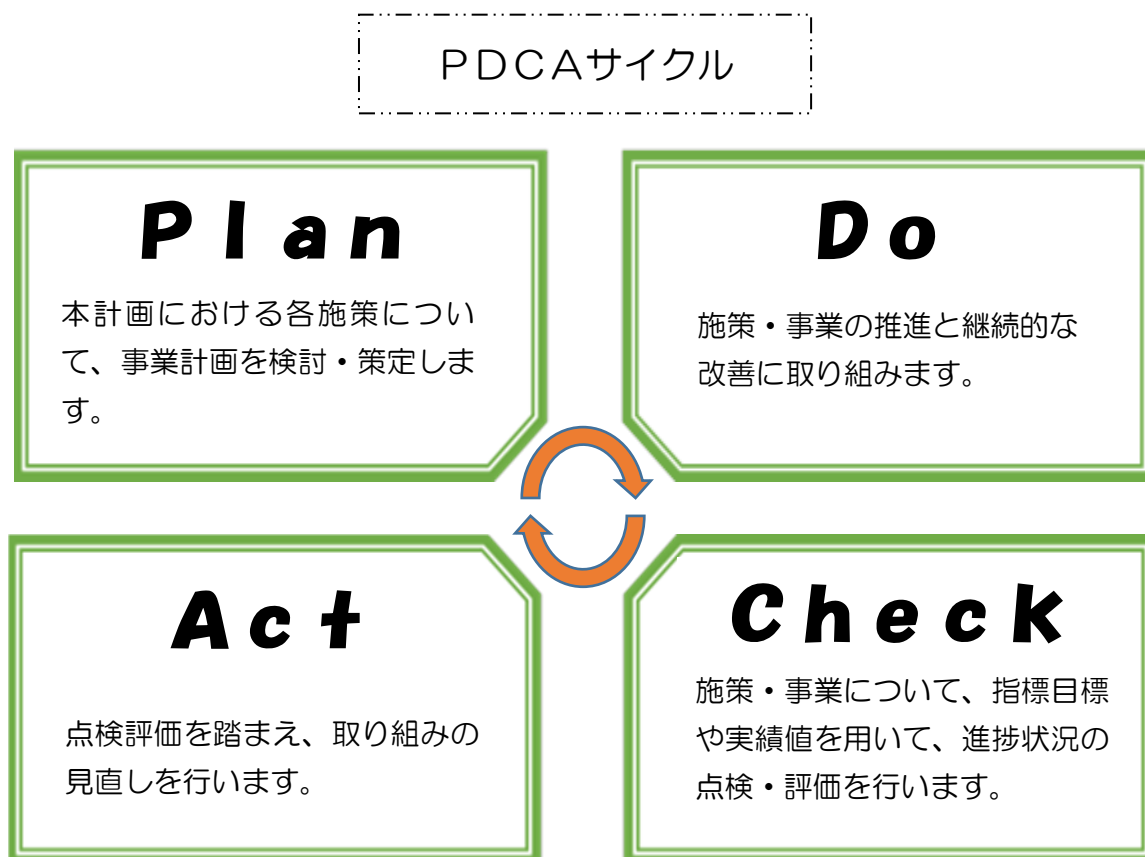 ＰＤＣＡサイクル
Ｐｌａｎ
本計画における各施策につい
て、事業計画を検討・策定しま
す。
Ｄｏ
施策・事業の推進と継続的な
改善に取り組みます。
Ａｃｔ
点検評価を踏まえ、取り組みの
見直しを行います。
Ｃｈｅｃｋ
施策・事業について、指標目標
や実績値を用いて、進捗状況の
点検・評価を行います。